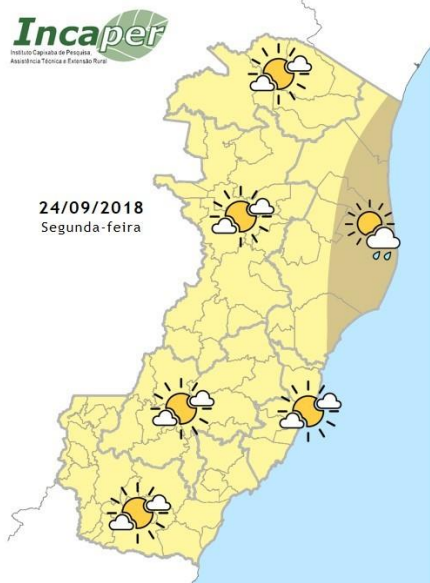 Incaper
Instituto Capixaba de Pesquisa,
Assistência Técnica e Extensão Rural
24/09/2018
Segunda-feira